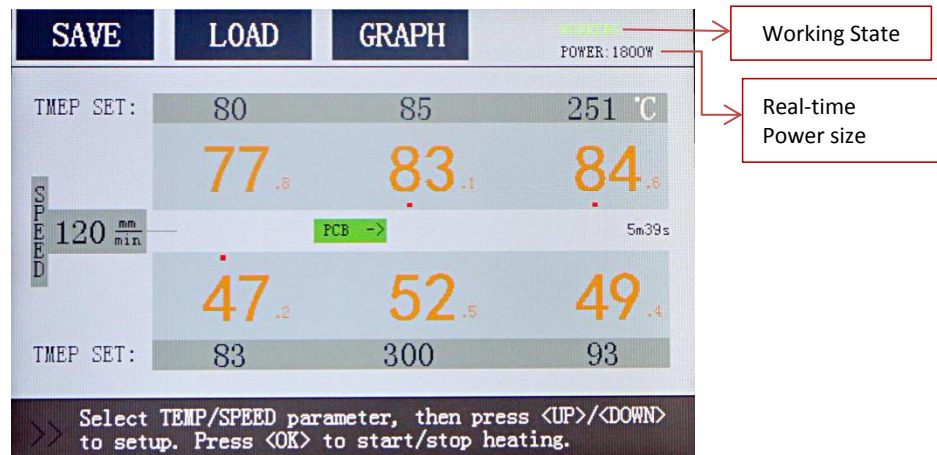 SAVE LOAD GRAPH
POWER:1800W
Working State
Real-time
Power size
TMEP SET: 80 85 251 ℃
77.8 83.1 84.6
SPEED
120 mm/min
PCB ->
5m39s
47.2 52.5 49.4
TMEP SET: 83 300 93
>> Select TEMP/SPEED parameter, then press <UP>/<DOWN>
to setup. Press <OK> to start/stop heating.